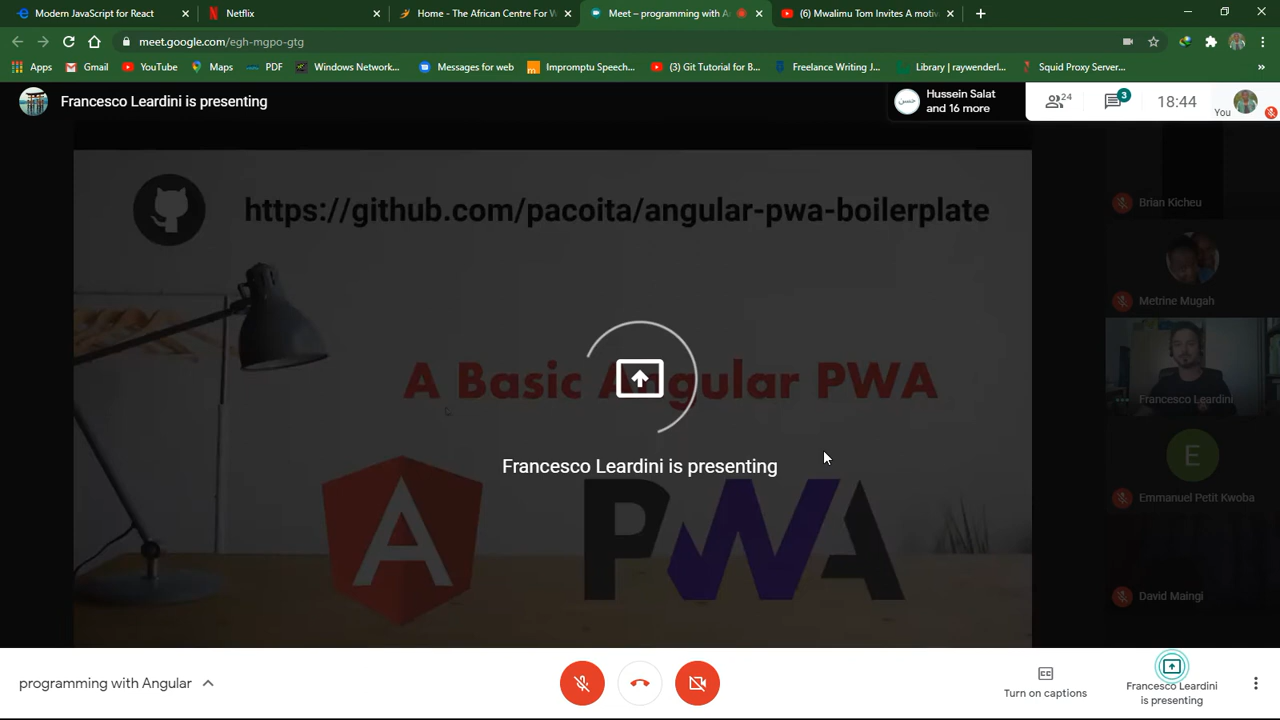 Modern JavaScript for React
Netflix
Home - The African Centre For W
Meet – programming with A
(6) Mwalimu Tom Invites A motiv
meet.google.com/egh-mgpo-gtg
Apps
Gmail
YouTube
Maps
PDF
Windows Network...
Messages for web
Impromptu Speech...
(3) Git Tutorial for B...
Freelance Writing J...
Library | raywenderl...
Squid Proxy Server...
»
Francesco Leardini is presenting
حسن
Hussein Salat
and 16 more
24
3
18:44
You
https://github.com/pacoita/angular-pwa-boilerplate
A Basic Angular PWA
Francesco Leardini is presenting
A
PWA
Brian Kicheu
Metrine Mugah
Francesco Leardini
E
Emmanuel Petit Kwoba
David Maingi
programming with Angular
CC
Turn on captions
Francesco Leardini
is presenting